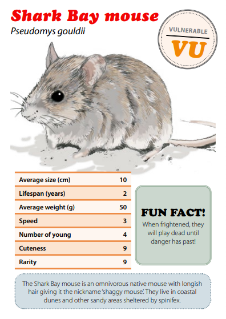 Shark Bay mouse
Pseudomys gouldii
VULNERABLE
VU
Average size (cm) 10
Lifespan (years) 2
Average weight (g) 50
Speed 3
Number of young 4
Cuteness 9
Rarity 9
FUN FACT!
When frightened, they
will play dead until
danger has past!
The Shark Bay mouse is an omnivorous native mouse with longish
hair giving it the nickname 'shaggy mouse'. They live in coastal
dunes and other sandy areas sheltered by spinifex.